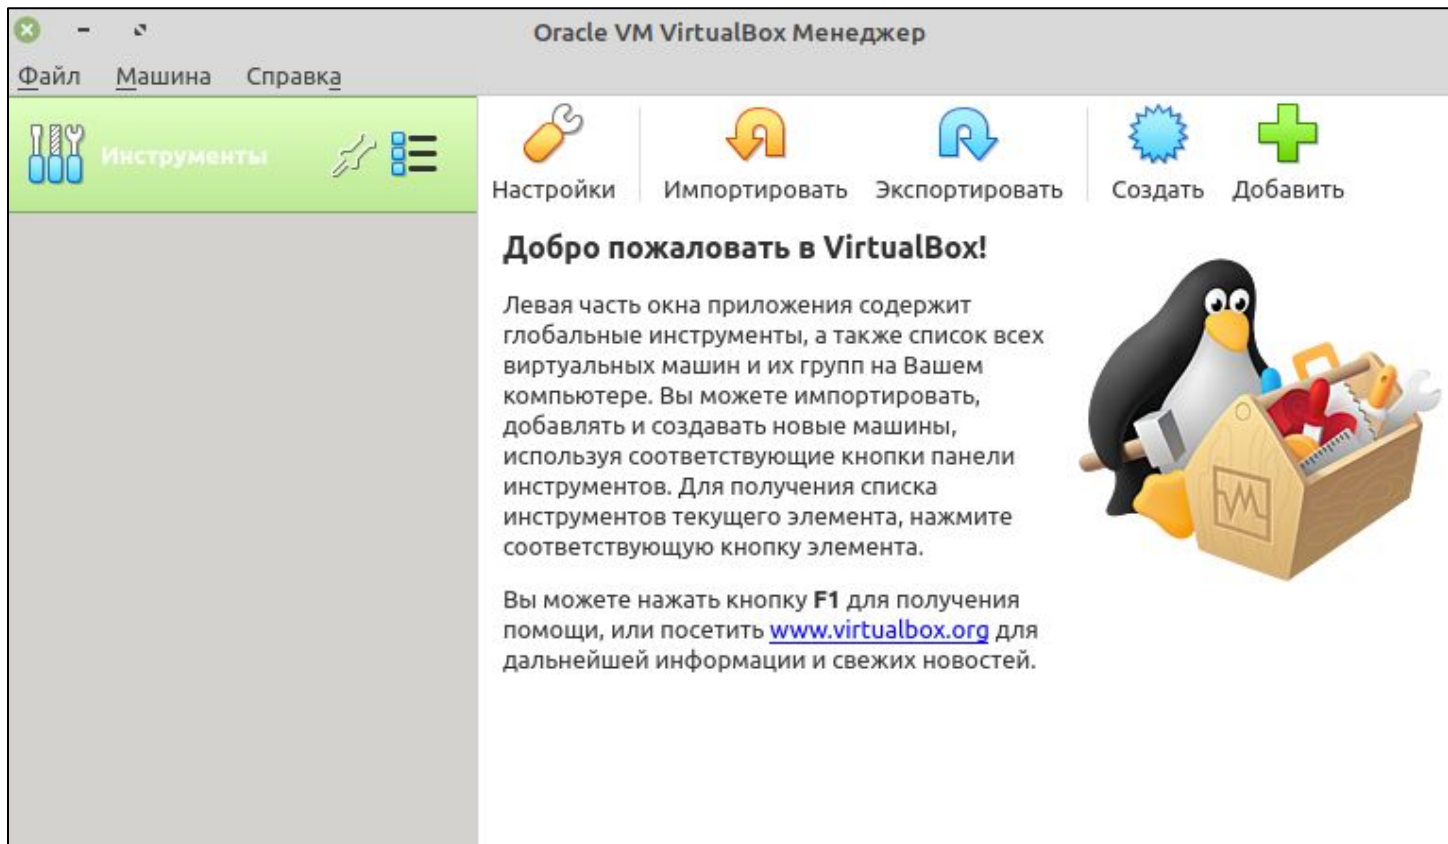 Oracle VM VirtualBox Менеджер
Файл Машина Справка
Инструменты
Настройки Импортировать Экспортировать Создать Добавить
Добро пожаловать в VirtualBox!
Левая часть окна приложения содержит
глобальные инструменты, а также список всех
виртуальных машин и их групп на Вашем
компьютере. Вы можете импортировать,
добавлять и создавать новые машины,
используя соответствующие кнопки панели
инструментов. Для получения списка
инструментов текущего элемента, нажмите
соответствующую кнопку элемента.
Вы можете нажать кнопку F1 для получения
помощи, или посетить www.virtualbox.org для
дальнейшей информации и свежих новостей.